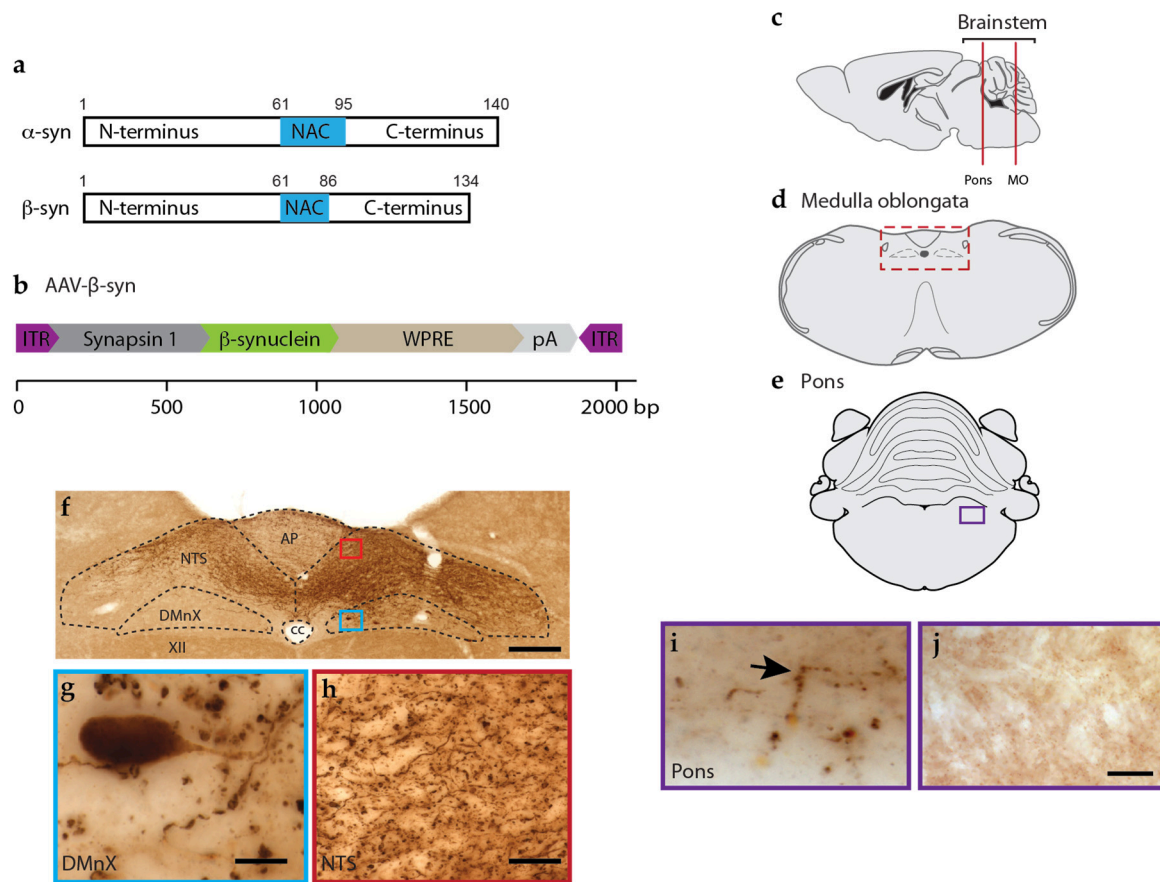 a
1 61 95 140
α-syn N-terminus NAC C-terminus
1 61 86 134
β-syn N-terminus NAC C-terminus
b AAV-β-syn
ITR Synapsin 1 β-synuclein WPRE pA ITR
0 500 1000 1500 2000 bp
c
Brainstem
Pons MO
d Medulla oblongata
e Pons
f
AP
NTS
DMnX
cc
XII
g
DMnX
h
NTS
i
Pons
j